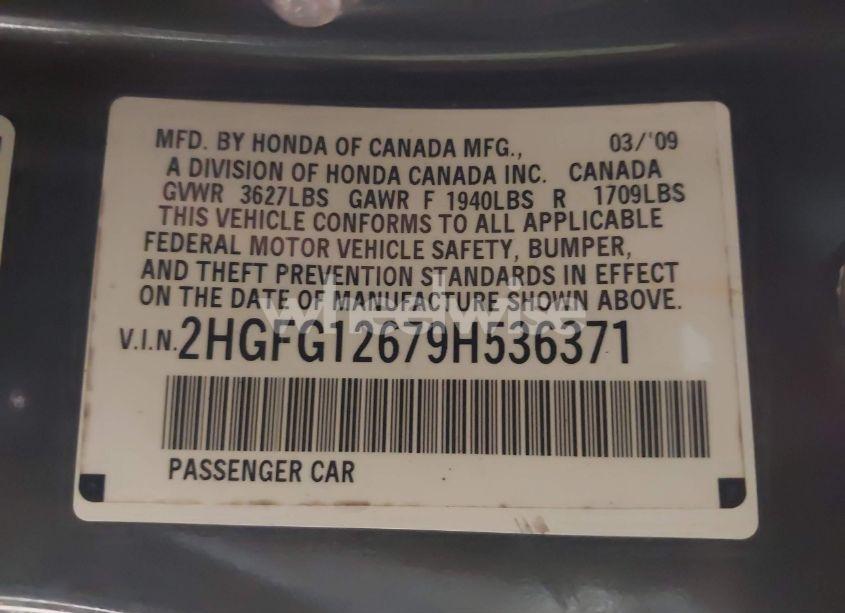 MFD. BY HONDA OF CANADA MFG., 03/'09
A DIVISION OF HONDA CANADA INC. CANADA
GVWR 3627LBS GAWR F 1940LBS R 1709LBS
THIS VEHICLE CONFORMS TO ALL APPLICABLE
FEDERAL MOTOR VEHICLE SAFETY, BUMPER,
AND THEFT PREVENTION STANDARDS IN EFFECT
ON THE DATE OF MANUFACTURE SHOWN ABOVE.
wheelwise
V.I.N. 2HGFG12679H536371
PASSENGER CAR